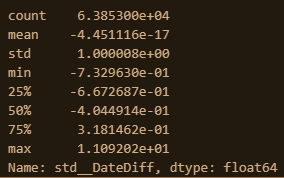 count    6.385300e+04
mean    -4.451116e-17
std      1.000008e+00
min     -7.329630e-01
25%     -6.672687e-01
50%     -4.044914e-01
75%      3.181462e-01
max      1.109202e+01
Name: std__DateDiff, dtype: float64